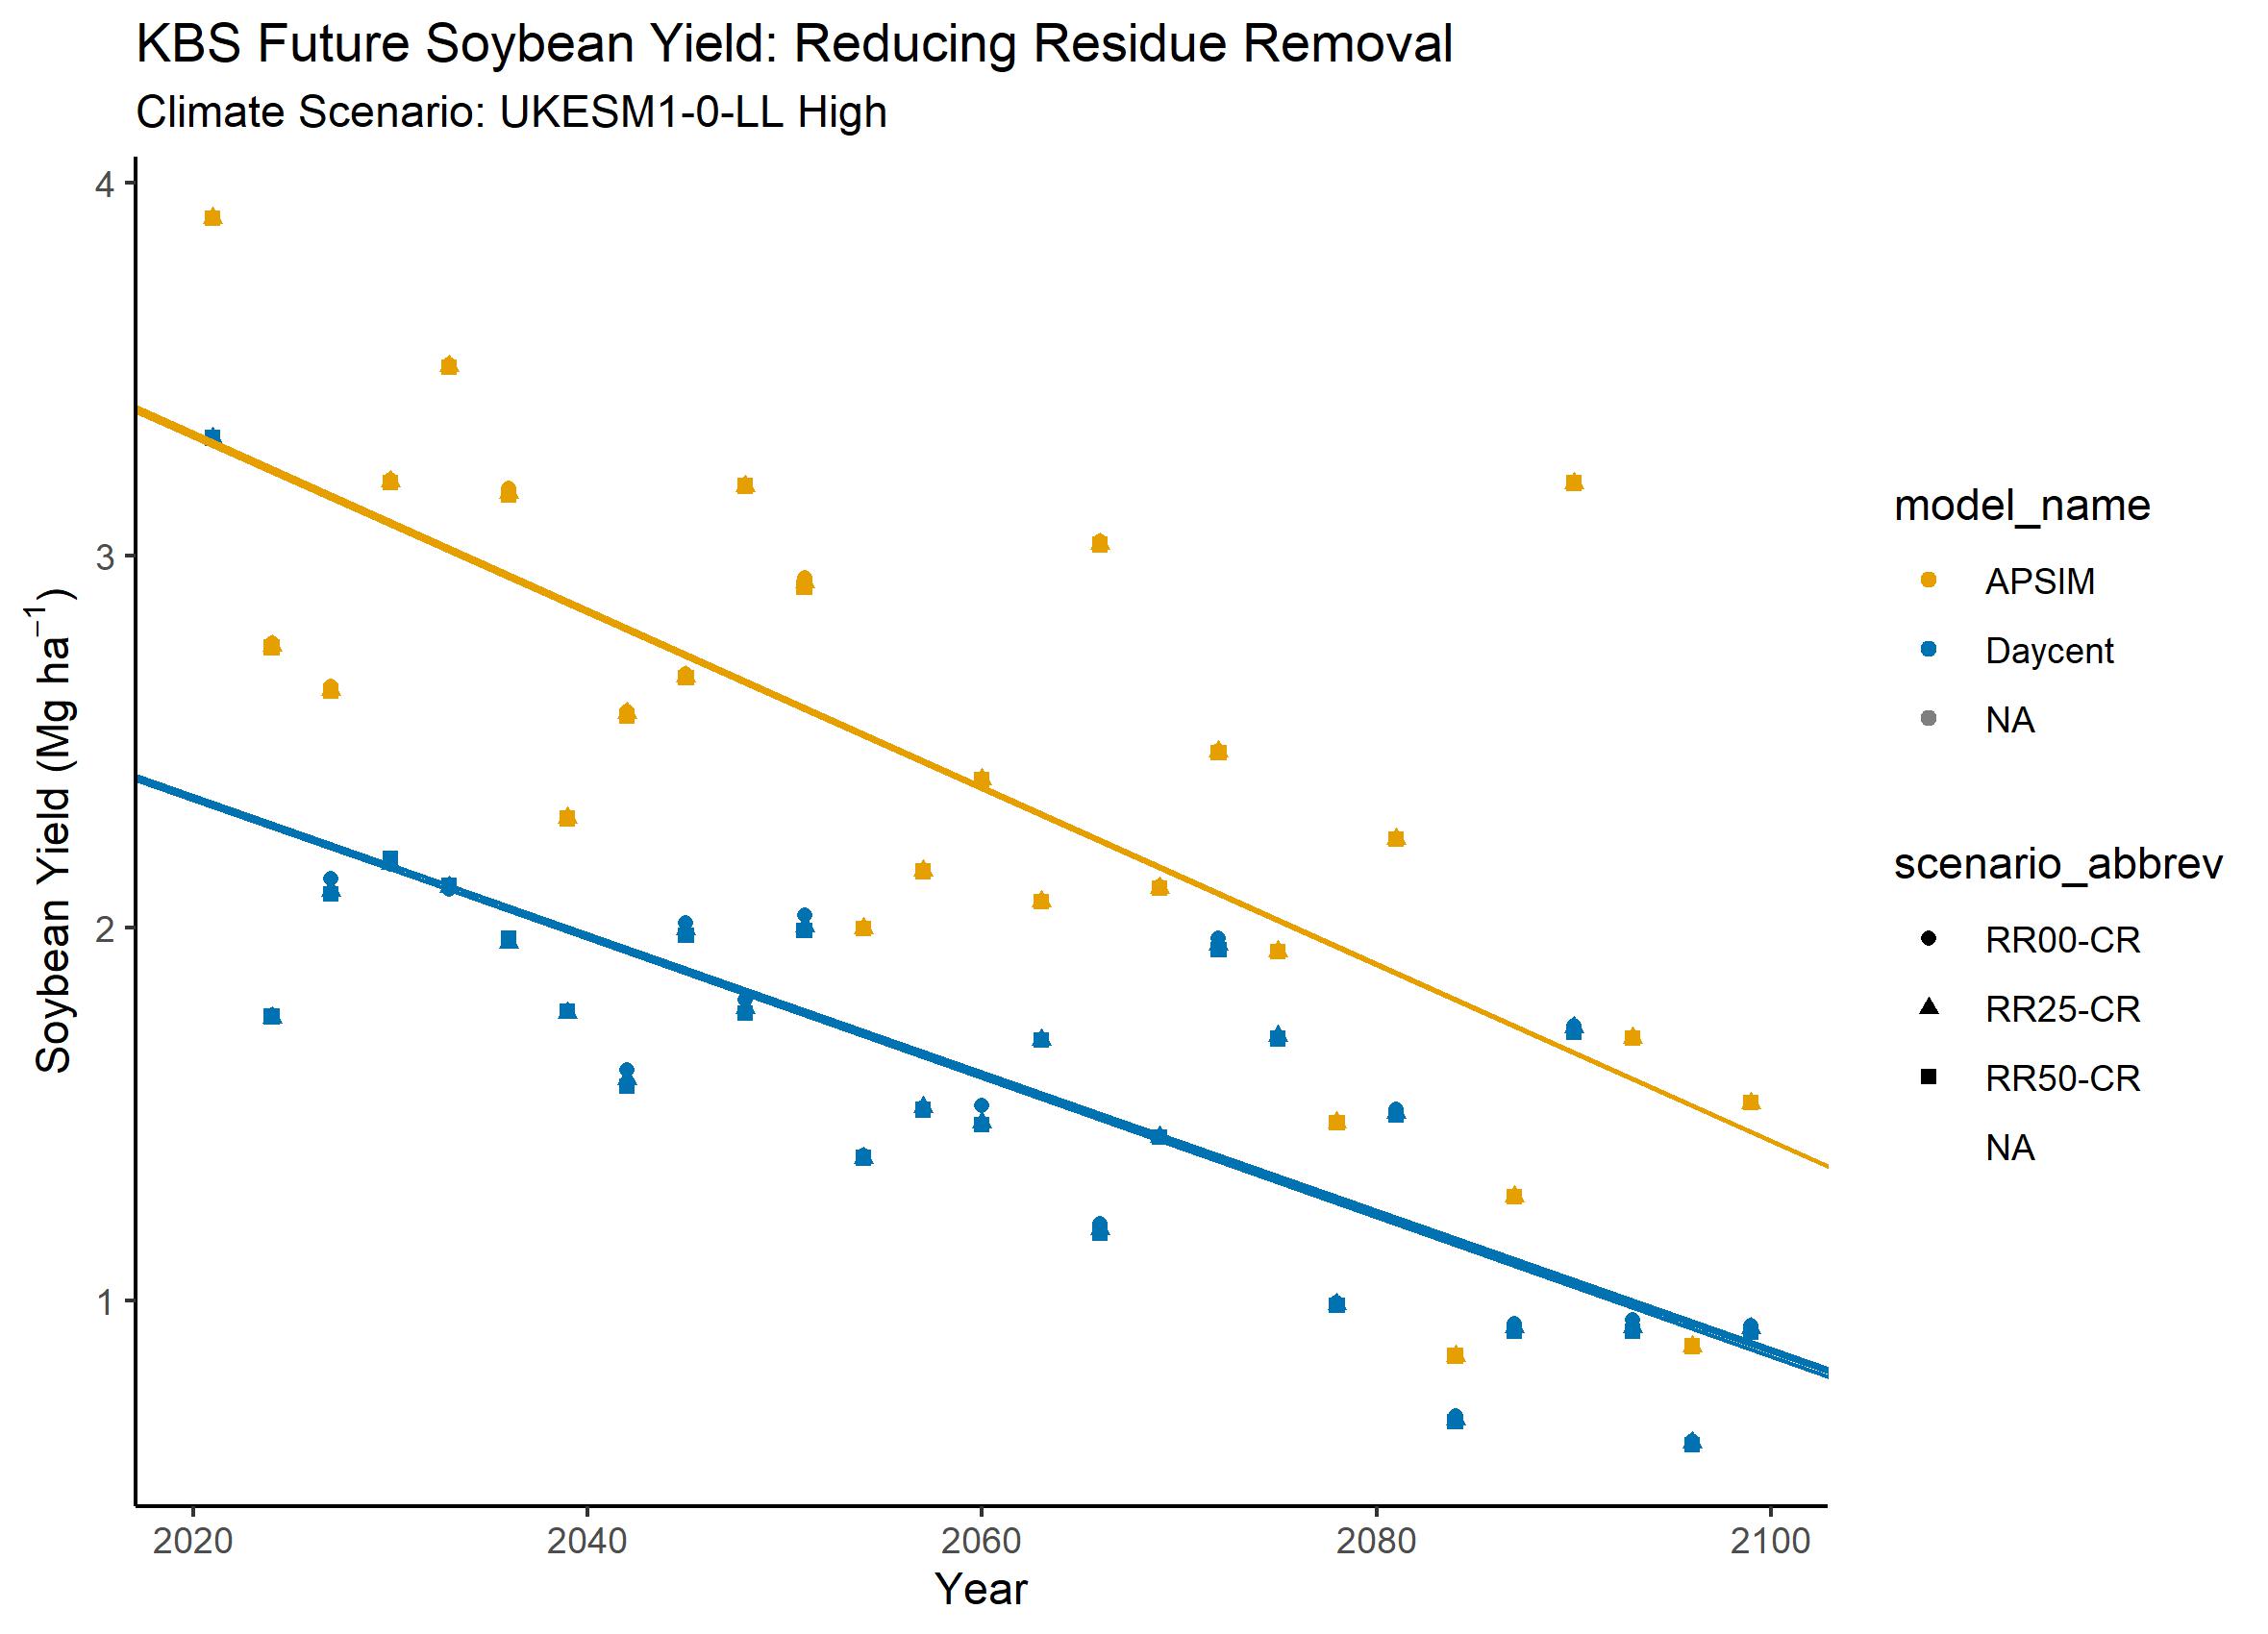 KBS Future Soybean Yield: Reducing Residue Removal
Climate Scenario: UKESM1-0-LL High
Soybean Yield (Mg ha⁻¹)
4
3
2
1
2020 2040 2060 2080 2100
Year
model_name
APSIM
Daycent
NA
scenario_abbrev
RR00-CR
RR25-CR
RR50-CR
NA